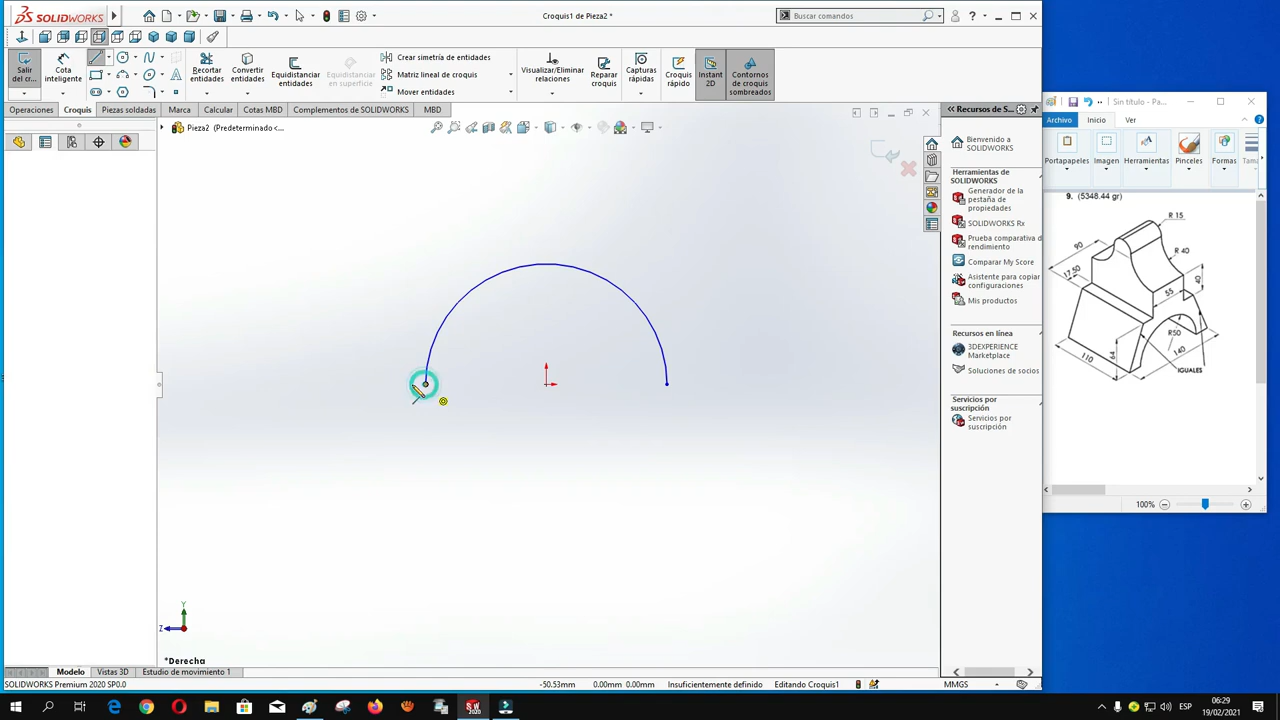 SOLIDWORKS
Croquis1 de Pieza2 *
Buscar comandos
Salir del cr...
Cota inteligente
Recortar entidades
Convertir entidades
Equidistanciar entidades
Equidistanciar en superficie
Crear simetría de entidades
Matriz lineal de croquis
Mover entidades
Visualizar/Eliminar relaciones
Reparar croquis
Capturas rápidas
Croquis rápido
Instant 2D
Contornos de croquis sombreados
Operaciones
Croquis
Piezas soldadas
Marca
Calcular
Cotas MBD
Complementos de SOLIDWORKS
MBD
Pieza2 (Predeterminado <...
Recursos de S...
Bienvenido a SOLIDWORKS
Herramientas de SOLIDWORKS
Generador de la pestaña de propiedades
SOLIDWORKS Rx
Prueba comparativa de rendimiento
Comparar My Score
Asistente para copiar configuraciones
Mis productos
Recursos en línea
3DEXPERIENCE Marketplace
Soluciones de socios
Servicios por suscripción
Servicios por suscripción
Y
Z
*Derecha
Modelo
Vistas 3D
Estudio de movimiento 1
SOLIDWORKS Premium 2020 SP0.0
-50.53mm
0.00mm 0.00mm
Insuficientemente definido
Editando Croquis1
MMGS
Sin título - Pa...
Archivo
Inicio
Ver
Portapapeles
Imagen
Herramientas
Pinceles
Formas
9. (5348.44 gr)
R 15
90
R 40
17.50
55
40
R50
64
140
110
IGUALES
100%
ESP
06:29
19/02/2021